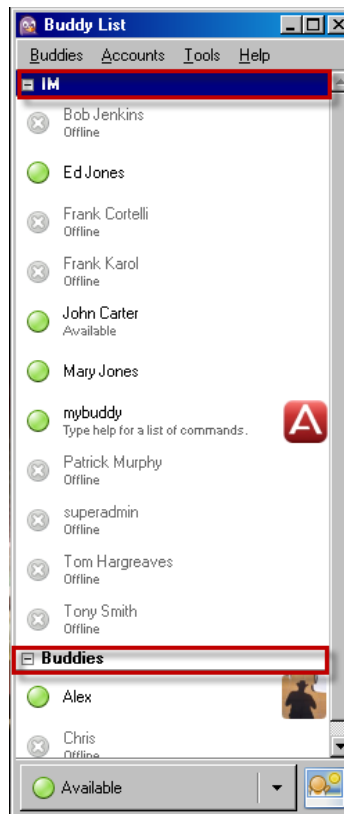 Buddy List
Buddies Accounts Tools Help
IM
Bob Jenkins
Offline
Ed Jones
Frank Cortelli
Offline
Frank Karol
Offline
John Carter
Available
Mary Jones
mybuddy
Type help for a list of commands.
A
Patrick Murphy
Offline
superadmin
Offline
Tom Hargreaves
Offline
Tony Smith
Offline
Buddies
Alex
Chris
Offline
Available